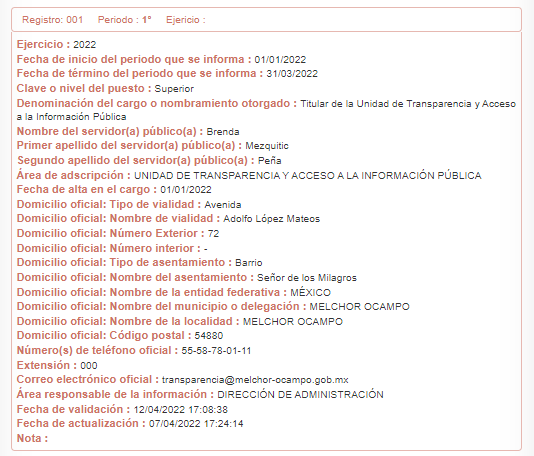 Registro: 001 Periodo : 1° Ejericio :
Ejercicio : 2022
Fecha de inicio del periodo que se informa : 01/01/2022
Fecha de término del periodo que se informa : 31/03/2022
Clave o nivel del puesto : Superior
Denominación del cargo o nombramiento otorgado : Titular de la Unidad de Transparencia y Acceso
a la Información Pública
Nombre del servidor(a) público(a) : Brenda
Primer apellido del servidor(a) público(a) : Mezquitic
Segundo apellido del servidor(a) público(a) : Peña
Área de adscripción : UNIDAD DE TRANSPARENCIA Y ACCESO A LA INFORMACIÓN PÚBLICA
Fecha de alta en el cargo : 01/01/2022
Domicilio oficial: Tipo de vialidad : Avenida
Domicilio oficial: Nombre de vialidad : Adolfo López Mateos
Domicilio oficial: Número Exterior : 72
Domicilio oficial: Número interior : -
Domicilio oficial: Tipo de asentamiento : Barrio
Domicilio oficial: Nombre del asentamiento : Señor de los Milagros
Domicilio oficial: Nombre de la entidad federativa : MÉXICO
Domicilio oficial: Nombre del municipio o delegación : MELCHOR OCAMPO
Domicilio oficial: Nombre de la localidad : MELCHOR OCAMPO
Domicilio oficial: Código postal : 54880
Número(s) de teléfono oficial : 55-58-78-01-11
Extensión : 000
Correo electrónico oficial : transparencia@melchor-ocampo.gob.mx
Área responsable de la información : DIRECCIÓN DE ADMINISTRACIÓN
Fecha de validación : 12/04/2022 17:08:38
Fecha de actualización : 07/04/2022 17:24:14
Nota :